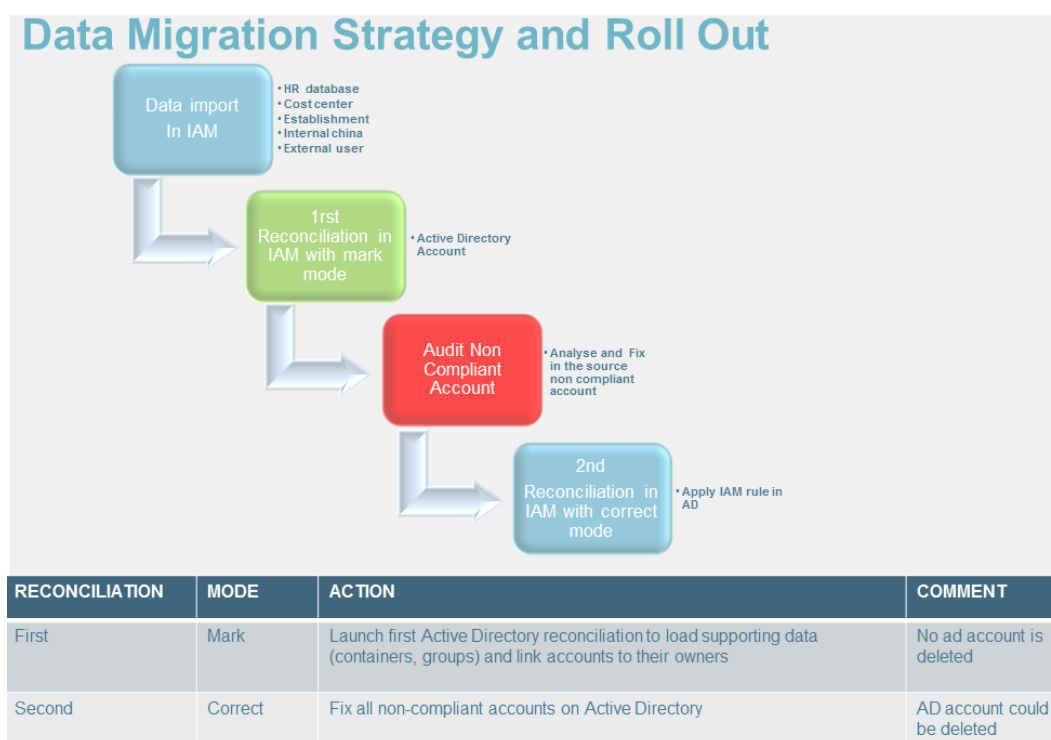 Data Migration Strategy and Roll Out
Data import
In IAM
• HR database
• Cost center
• Establishment
• Internal china
• External user
1rst
Reconciliation in
IAM with mark
mode
• Active Directory
Account
Audit Non
Compliant
Account
• Analyse and Fix
in the source
non compliant
account
2nd
Reconciliation in
IAM with correct
mode
• Apply IAM rule in
AD
RECONCILIATION MODE ACTION COMMENT
First Mark Launch first Active Directory reconciliation to load supporting data No ad account is
(containers, groups) and link accounts to their owners deleted
Second Correct Fix all non-compliant accounts on Active Directory AD account could
be deleted